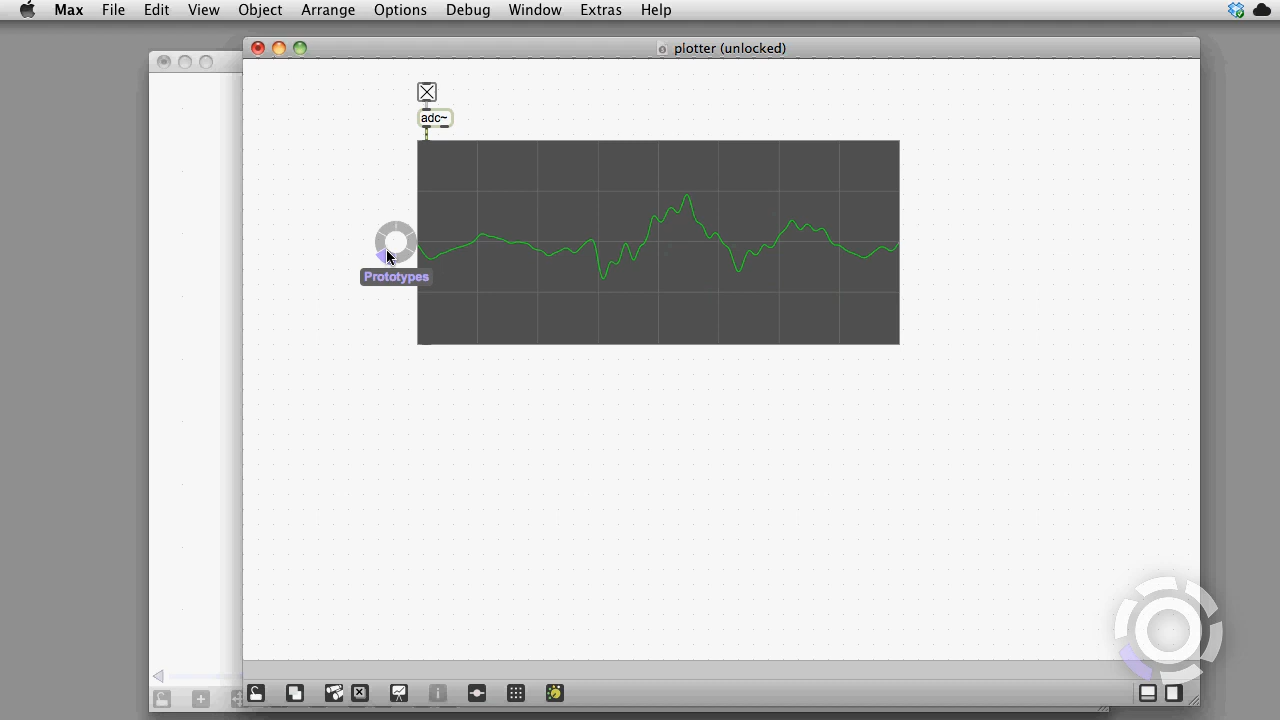 Max File Edit View Object Arrange Options Debug Window Extras Help
plotter (unlocked)
adc~
Prototypes